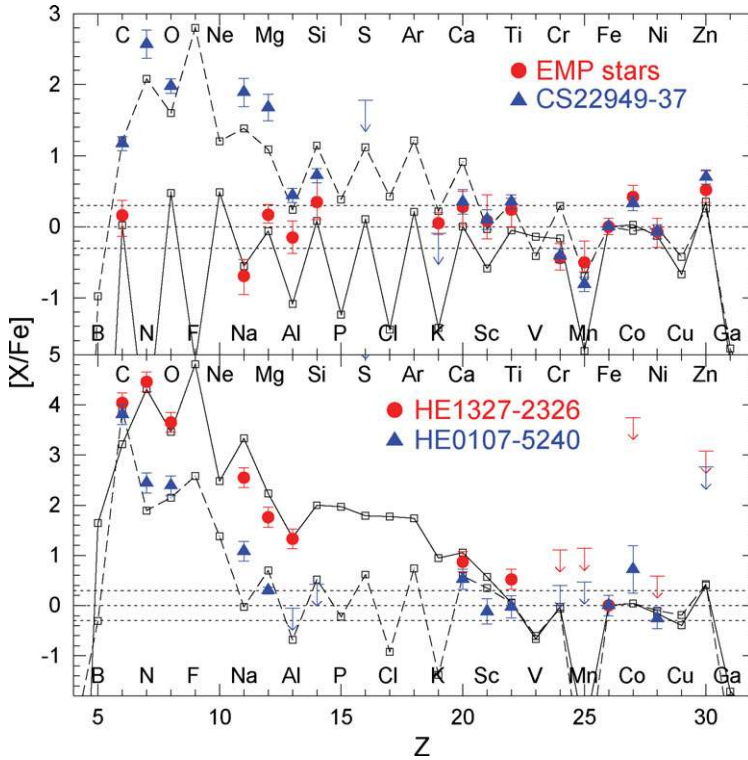 3
C O Ne Mg Si S Ar Ca Ti Cr Fe Ni Zn
EMP stars
CS22949-37
2
1
0
-1
B N F Na Al P Cl K Sc V Mn Co Cu Ga
[X/Fe]
5
C O Ne Mg Si S Ar Ca Ti Cr Fe Ni Zn
HE1327-2326
HE0107-5240
4
3
2
1
0
-1
B N F Na Al P Cl K Sc V Mn Co Cu Ga
5 10 15 20 25 30
Z